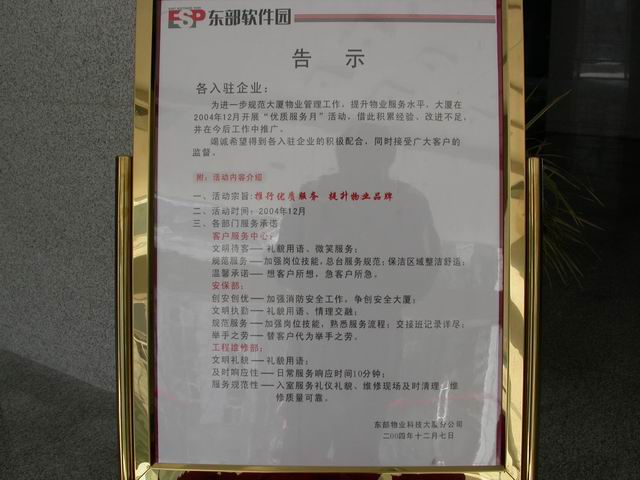 ESP 东部软件园
告 示
各入驻企业：
为进一步规范大厦物业管理工作，提升物业服务水平，大厦在
2004年12月开展“优质服务月”活动，借此积累经验、改进不足，
并在今后工作中推广。
竭诚希望得到各入驻企业的积极配合，同时接受广大客户的
监督。
附：活动内容介绍
一、活动宗旨：推行优质服务 提升物业品牌
二、活动时间：2004年12月
三、各部门服务承诺
客户服务中心：
文明待客——礼貌用语、微笑服务；
规范服务——加强岗位技能，总台服务规范；保洁区域整洁舒适；
温馨承诺——想客户所想，急客户所急。
安保部：
创安创优——加强消防安全工作，争创安全大厦；
文明执勤——礼貌用语、情理交融；
规范服务——加强岗位技能，熟悉服务流程；交接班记录详尽；
举手之劳——替客户代为举手之劳。
工程维修部：
文明礼貌——礼貌用语；
及时响应性——日常服务响应时间10分钟；
服务规范性——入室服务礼仪礼貌、维修现场及时清理、维
修质量可靠。
东部物业科技大厦分公司
二00四年十二月七日